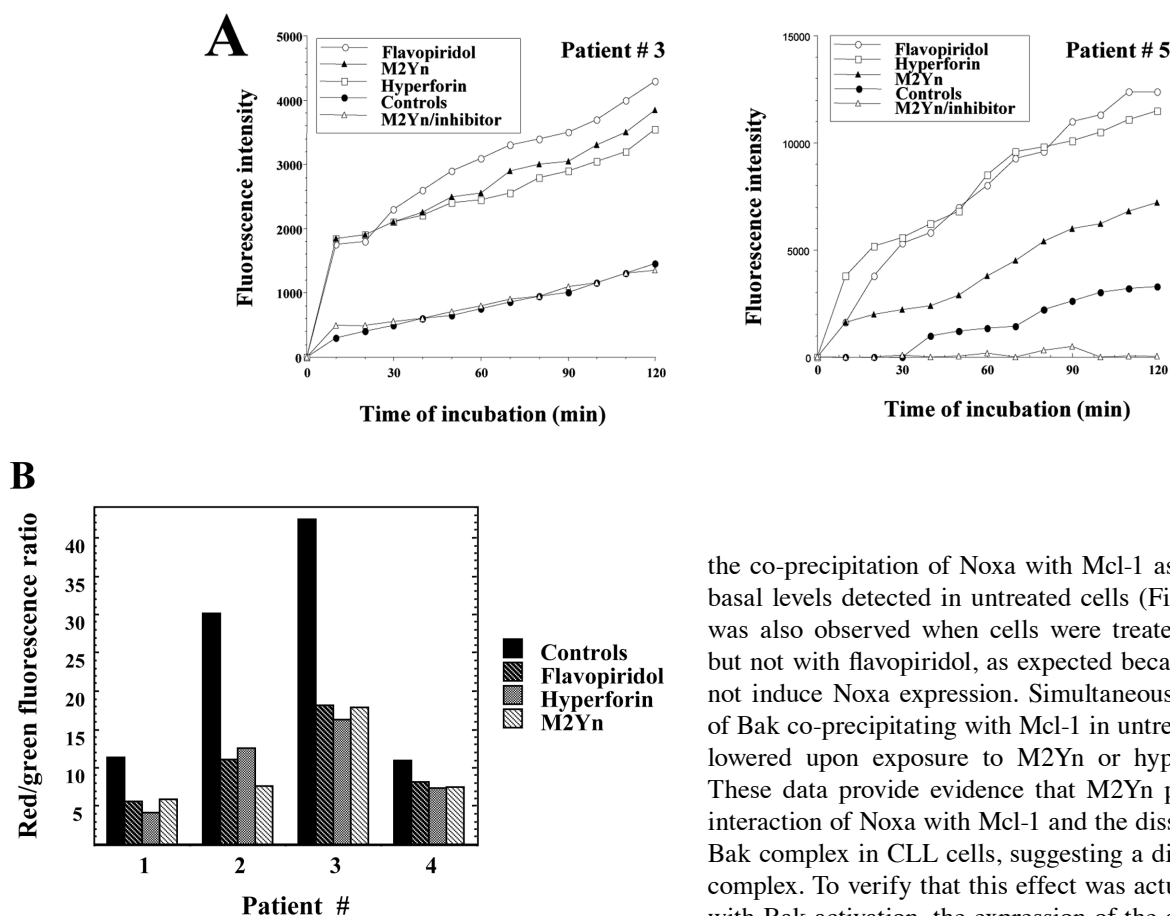 A
Patient # 3
Flavopiridol
M2Yn
Hyperforin
Controls
M2Yn/inhibitor
Fluorescence intensity
5000
4000
3000
2000
1000
0
0 30 60 90 120
Time of incubation (min)
Patient # 5
Flavopiridol
Hyperforin
M2Yn
Controls
M2Yn/inhibitor
Fluorescence intensity
15000
10000
5000
0
0 30 60 90 120
Time of incubation (min)
B
Red/green fluorescence ratio
40
35
30
25
20
15
10
5
1 2 3 4
Patient #
Controls
Flavopiridol
Hyperforin
M2Yn
the co-precipitation of Noxa with Mcl-1 as
basal levels detected in untreated cells (Fi
was also observed when cells were treate
but not with flavopiridol, as expected beca
not induce Noxa expression. Simultaneous
of Bak co-precipitating with Mcl-1 in untre
lowered upon exposure to M2Yn or hyp
These data provide evidence that M2Yn p
interaction of Noxa with Mcl-1 and the diss
Bak complex in CLL cells, suggesting a di
complex. To verify that this effect was actu
with Bak activation, the expression of the